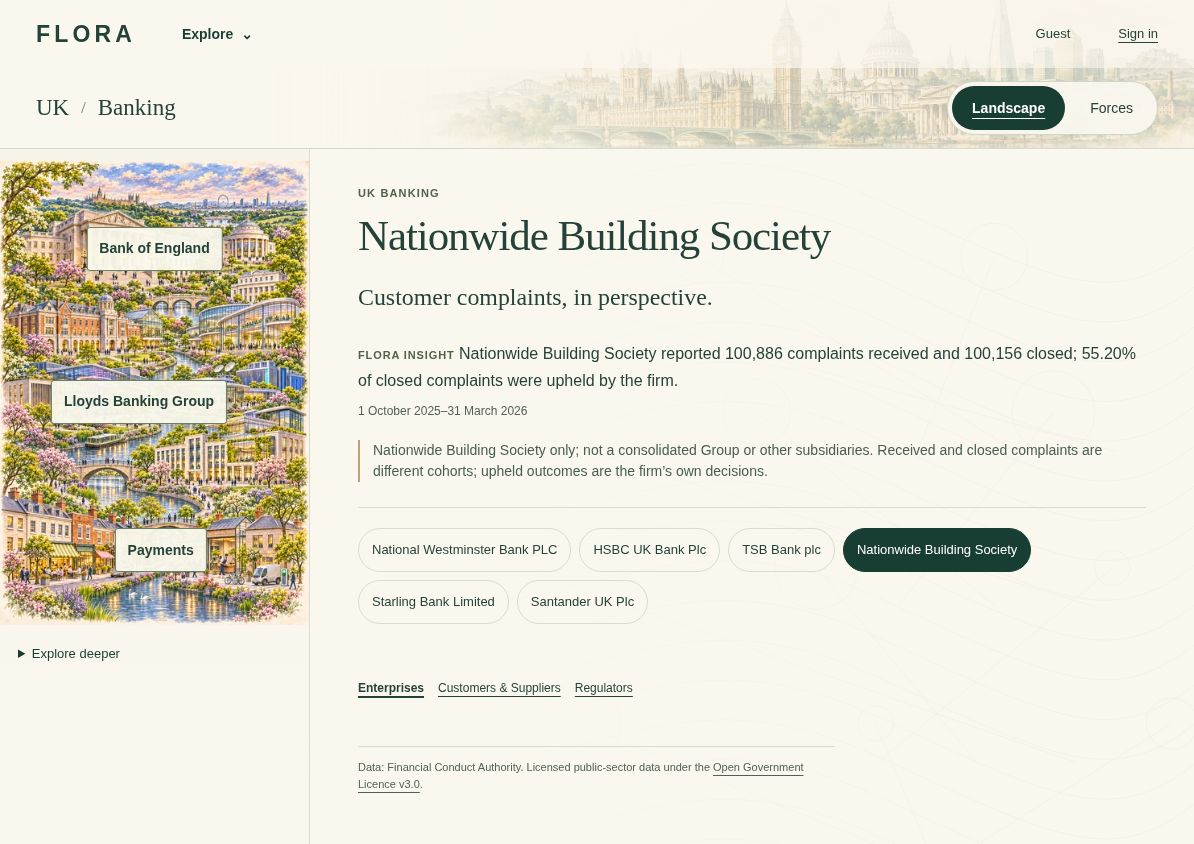 FLORA
Explore
Guest
Sign in
UK / Banking
Landscape
Forces
Bank of England
Lloyds Banking Group
Payments
Explore deeper
UK BANKING
Nationwide Building Society
Customer complaints, in perspective.
FLORA INSIGHT Nationwide Building Society reported 100,886 complaints received and 100,156 closed; 55.20%
of closed complaints were upheld by the firm.
1 October 2025–31 March 2026
Nationwide Building Society only; not a consolidated Group or other subsidiaries. Received and closed complaints are
different cohorts; upheld outcomes are the firm's own decisions.
National Westminster Bank PLC
HSBC UK Bank Plc
TSB Bank plc
Nationwide Building Society
Starling Bank Limited
Santander UK Plc
Enterprises
Customers & Suppliers
Regulators
Data: Financial Conduct Authority. Licensed public-sector data under the Open Government
Licence v3.0.